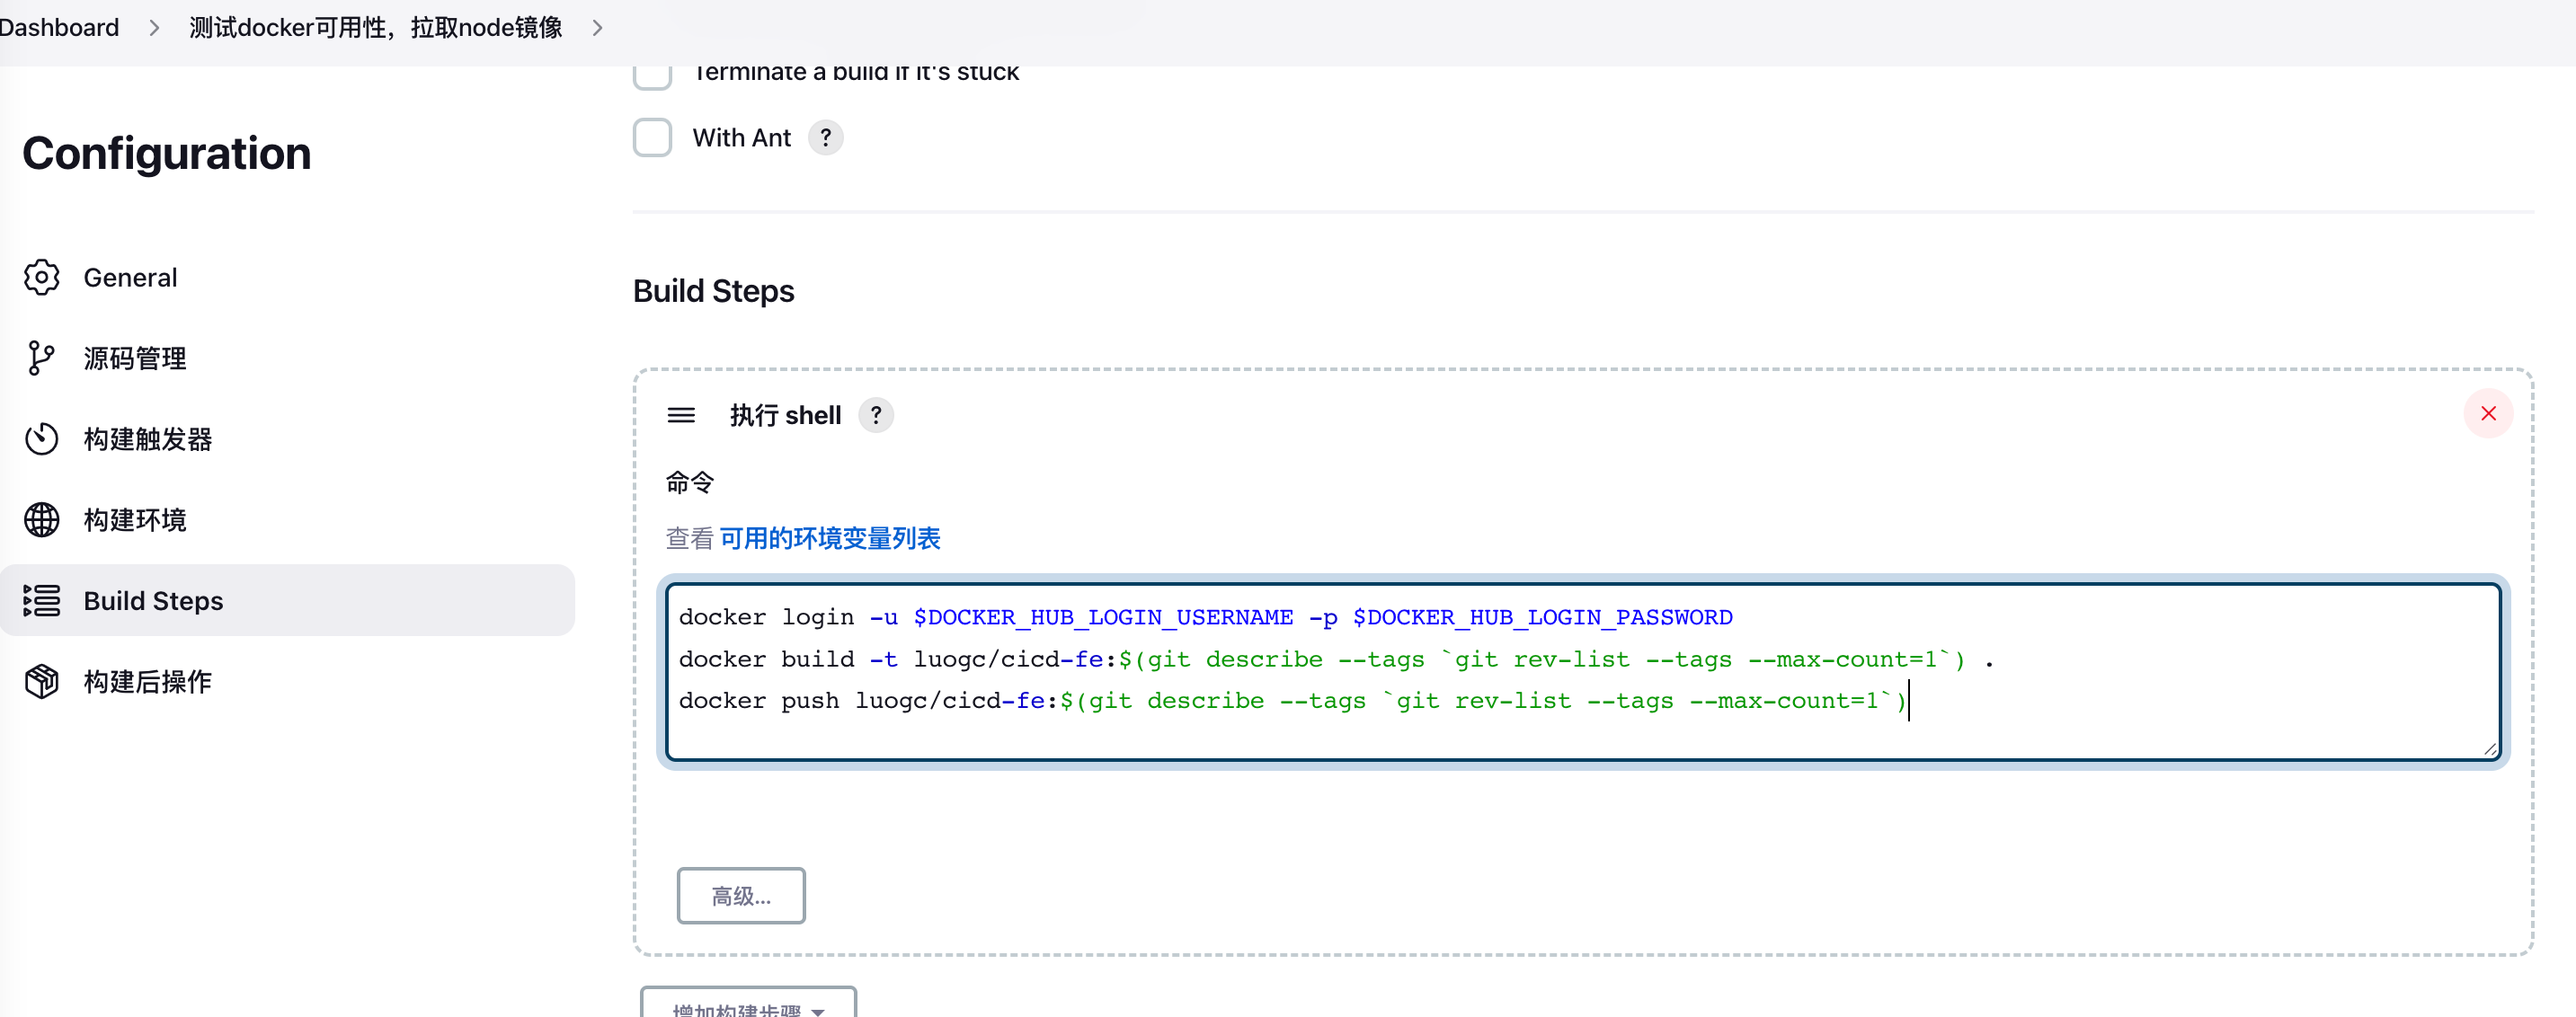 Dashboard
测试docker可用性，拉取node镜像
Terminate a build if it's stuck
With Ant
?
Configuration
General
源码管理
构建触发器
构建环境
Build Steps
构建后操作
Build Steps
执行 shell
?
命令
查看 可用的环境变量列表
docker login -u $DOCKER_HUB_LOGIN_USERNAME -p $DOCKER_HUB_LOGIN_PASSWORD
docker build -t luogc/cicd-fe:$(git describe --tags `git rev-list --tags --max-count=1`) .
docker push luogc/cicd-fe:$(git describe --tags `git rev-list --tags --max-count=1`)
高级...
增加构建步骤